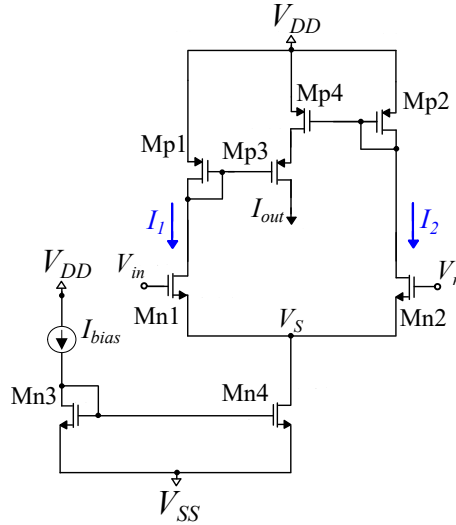 V_DD
Mp4
Mp2
Mp1
Mp3
I_1
I_out
I_2
V_in
V_DD
Mn1
V_S
Mn2
I_bias
Mn3
Mn4
V_SS